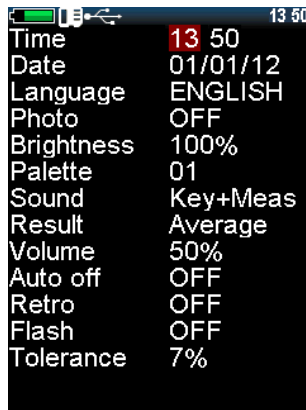 13 50
Time 13 50
Date 01/01/12
Language ENGLISH
Photo OFF
Brightness 100%
Palette 01
Sound Key+Meas
Result Average
Volume 50%
Auto off OFF
Retro OFF
Flash OFF
Tolerance 7%